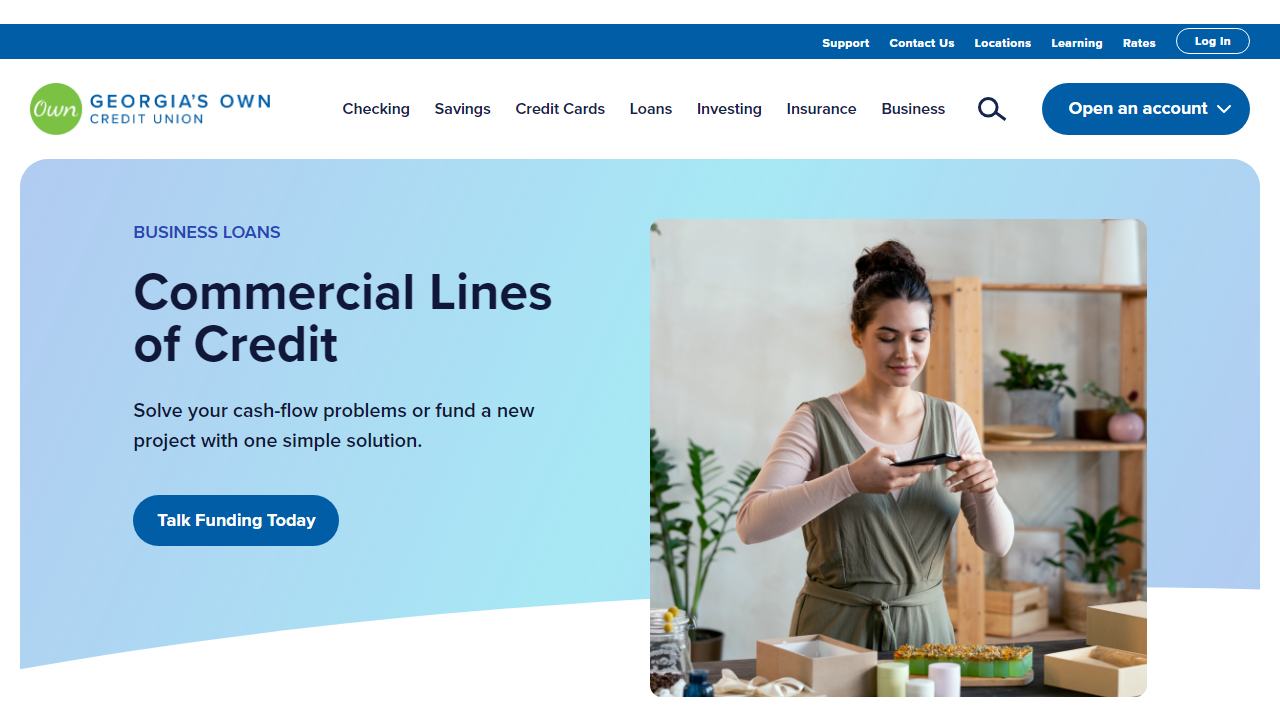 Support Contact Us Locations Learning Rates Log In
Own GEORGIA'S OWN
CREDIT UNION
Checking Savings Credit Cards Loans Investing Insurance Business Open an account
BUSINESS LOANS
Commercial Lines
of Credit
Solve your cash-flow problems or fund a new
project with one simple solution.
Talk Funding Today